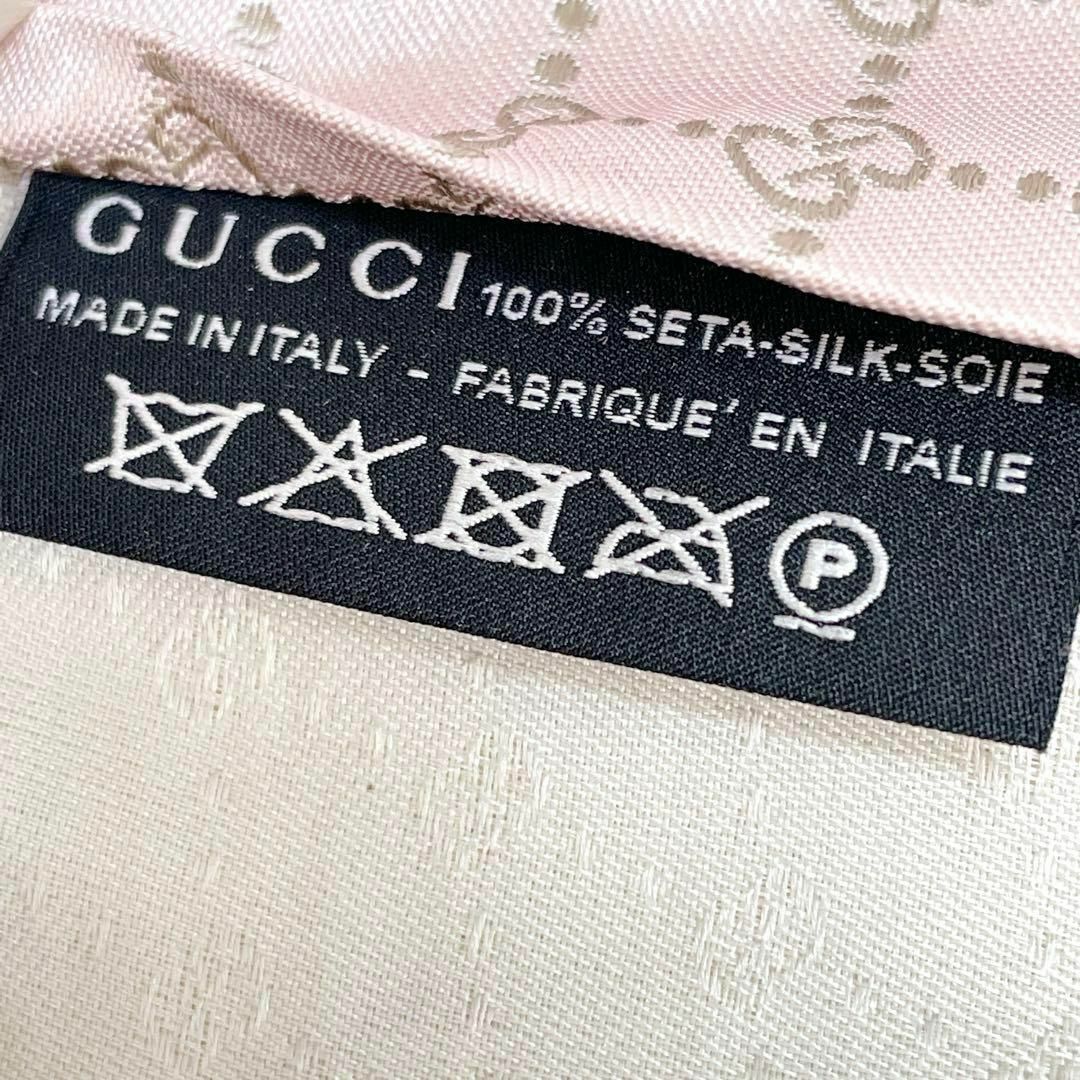 GUCCI 100% SETA-SILK-SOIE
MADE IN ITALY - FABRIQUE' EN ITALIE
P